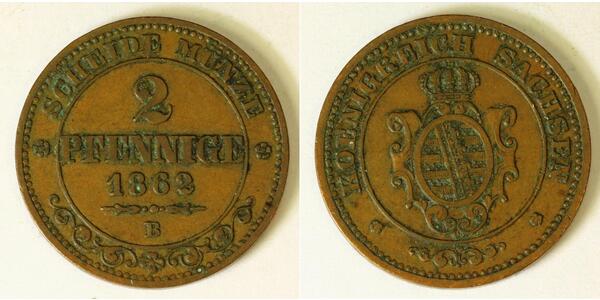 SCHEIDE MÜNZE
2
PFENNIGE
1862
B
KOENIGREICH SACHSEN